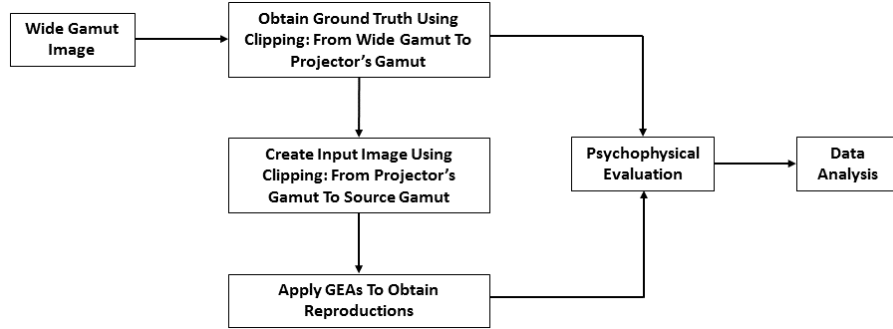 Wide Gamut
Image
Obtain Ground Truth Using
Clipping: From Wide Gamut To
Projector's Gamut
Create Input Image Using
Clipping: From Projector's
Gamut To Source Gamut
Apply GEAs To Obtain
Reproductions
Psychophysical
Evaluation
Data
Analysis